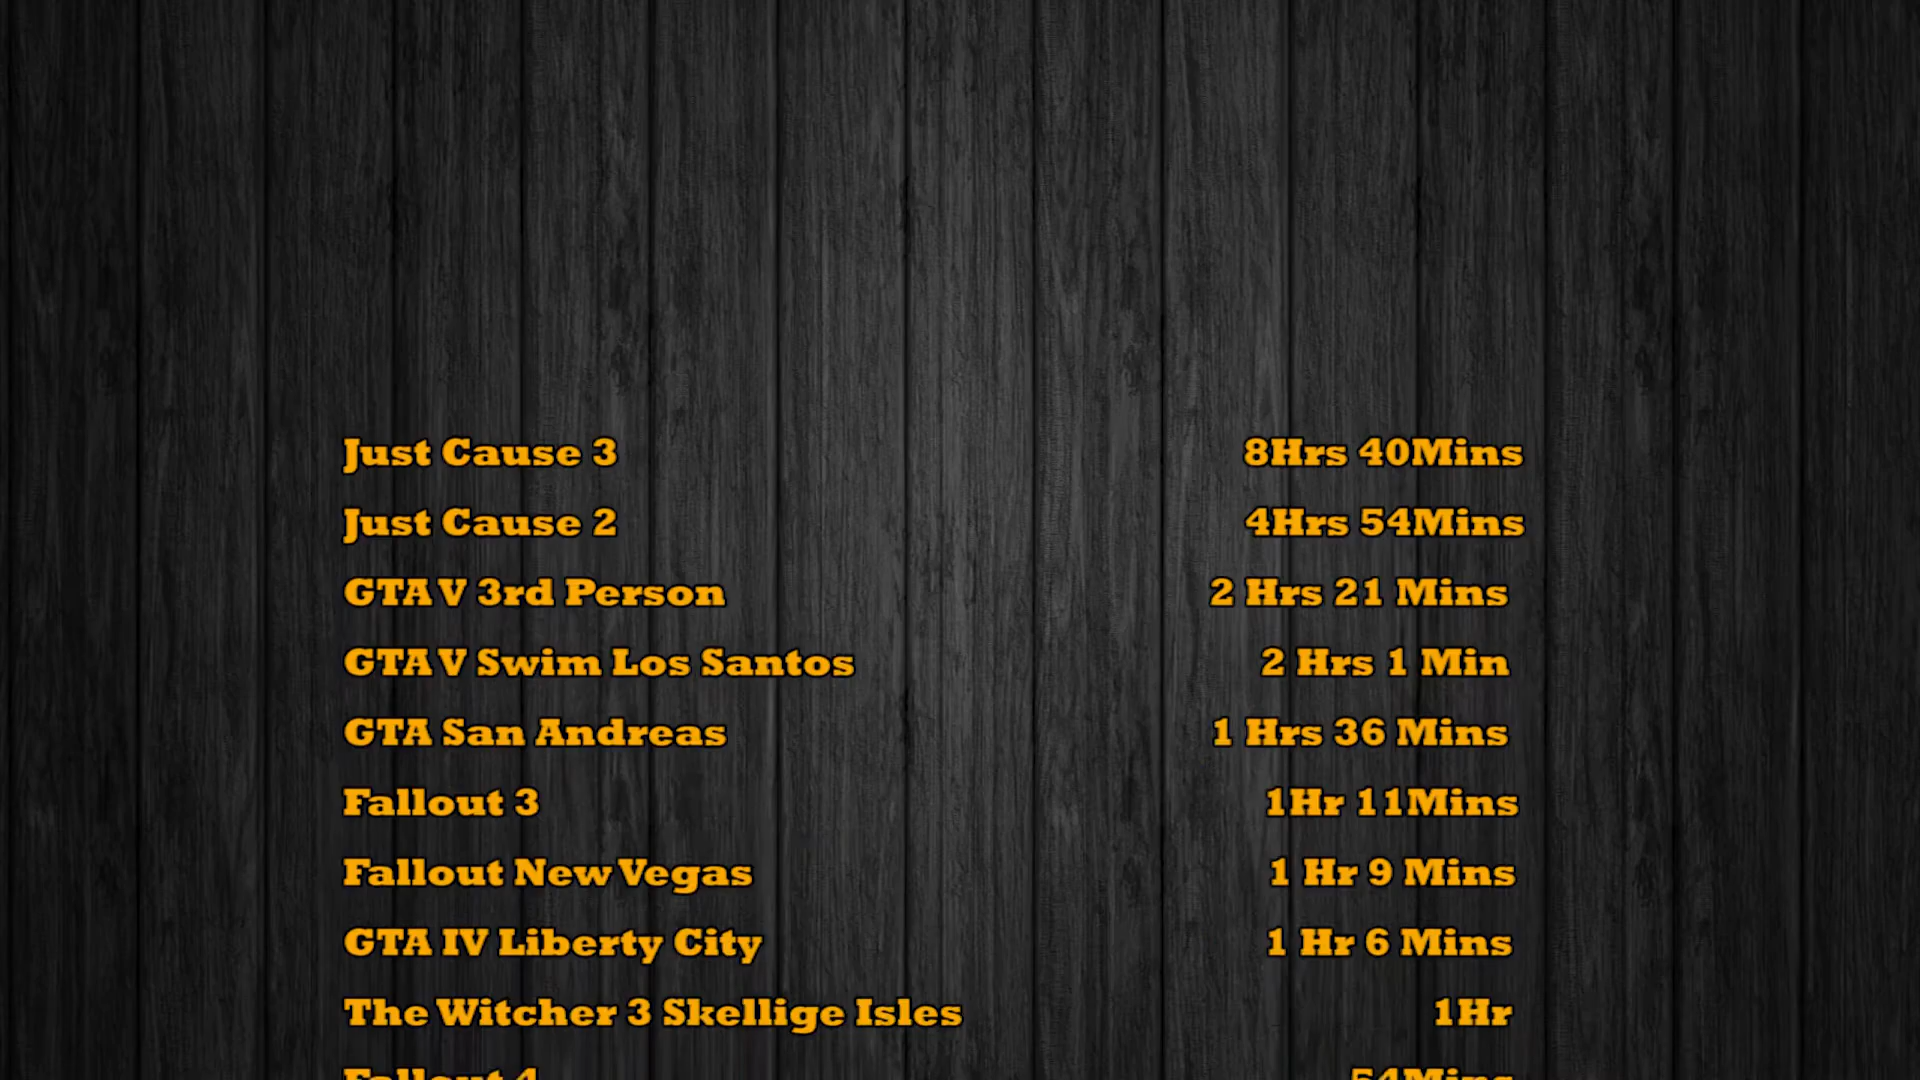 Just Cause 3 8Hrs 40Mins
Just Cause 2 4Hrs 54Mins
GTA V 3rd Person 2 Hrs 21 Mins
GTA V Swim Los Santos 2 Hrs 1 Min
GTA San Andreas 1 Hrs 36 Mins
Fallout 3 1Hr 11Mins
Fallout New Vegas 1 Hr 9 Mins
GTA IV Liberty City 1 Hr 6 Mins
The Witcher 3 Skellige Isles 1Hr
Fallout 4 54Mins